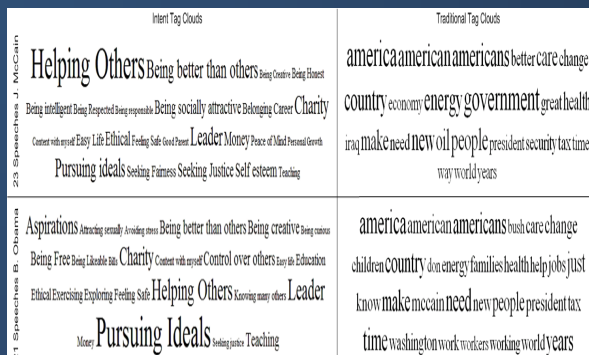 Intent Tag Clouds
Traditional Tag Clouds
23 Speeches J. McCain
Helping Others Being better than others Being Creative Being Honest
Being intelligent Being Respected Being responsible Being socially attractive Belonging Career Charity
Content with myself Easy Life Ethical Feeling Safe Good Parent Leader Money Peace of Mind Personal Growth
Pursuing ideals Seeking Fairness Seeking Justice Self esteem Teaching
america american americans better care change
country economy energy government great health
iraq make need new oil people president security tax time
way world years
1 Speeches B. Obama
Aspirations Attracting sexually Avoiding stress Being better than others Being creative Being curious
Being Free Being Likeable Bills Charity Content with myself Control over others Easy life Education
Ethical Exercising Exploring Feeling Safe Helping Others Knowing many others Leader
Money Pursuing Ideals Seeking justice Teaching
america american americans bush care change
children country don energy families health help jobs just
know make mccain need new people president tax
time washington work workers working world years